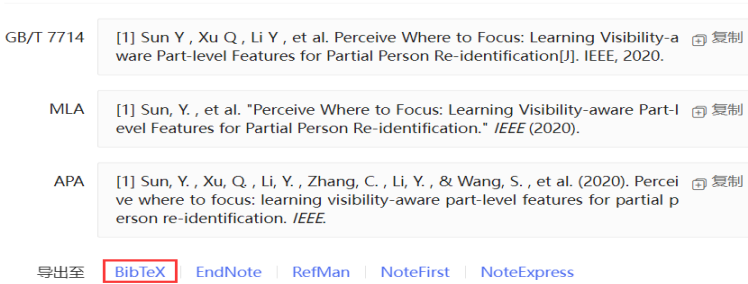 GB/T 7714
[1] Sun Y , Xu Q , Li Y , et al. Perceive Where to Focus: Learning Visibility-a
ware Part-level Features for Partial Person Re-identification[J]. IEEE, 2020.
复制
MLA
[1] Sun, Y. , et al. "Perceive Where to Focus: Learning Visibility-aware Part-l
evel Features for Partial Person Re-identification." IEEE (2020).
复制
APA
[1] Sun, Y. , Xu, Q. , Li, Y. , Zhang, C. , Li, Y. , & Wang, S. , et al. (2020). Percei
ve where to focus: learning visibility-aware part-level features for partial p
erson re-identification. IEEE.
复制
导出至 BibTeX EndNote RefMan NoteFirst NoteExpress